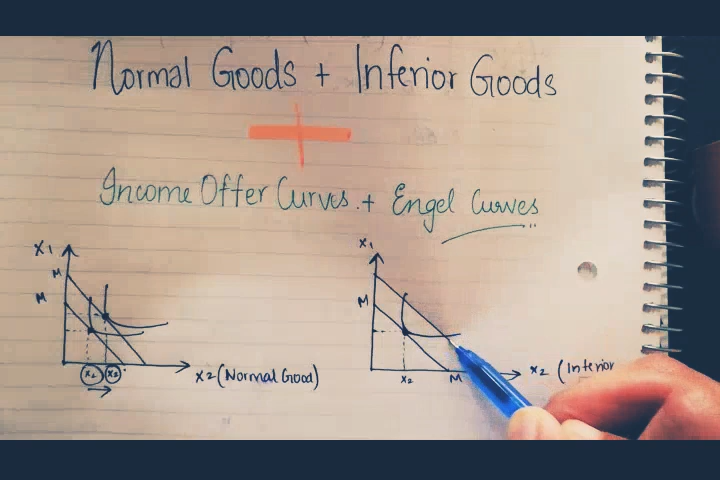 Normal Goods + Inferior Goods
+
Income Offer Curves. + Engel Curves
X1
M
M
X2 X2
X2 (Normal Good)
X1
M
X2
M
X2 (Inferior